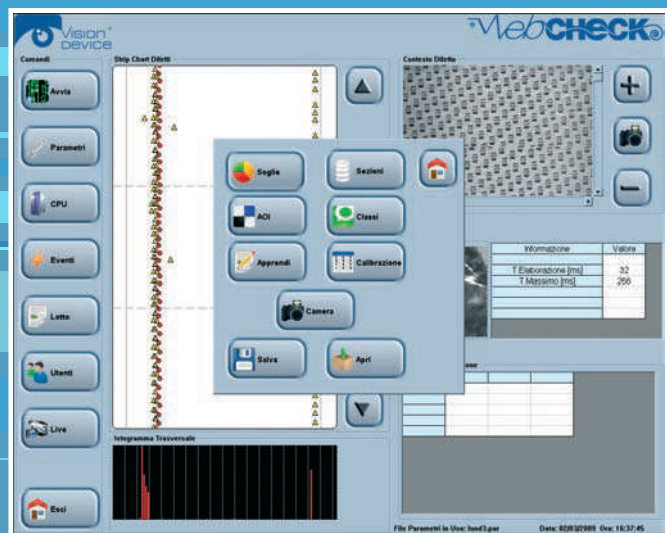 Vision
DEVICE
WebCHECK
Comandi
Strip Chart Difetti
Contesto Difetto
Avvia
Parametri
CPU
Eventi
Lotto
Utenti
Live
Esci
Soglie
Sezioni
AOI
Classi
Apprendi
Calibrazione
Camera
Salva
Apri
Informazione Valore
T.Elaborazione [ms] 32
T.Massimo [ms] 266
Istogramma Trasversale
File Parametri in Uso: lund3.par Data: 02/03/2009 Ora: 16:37:45